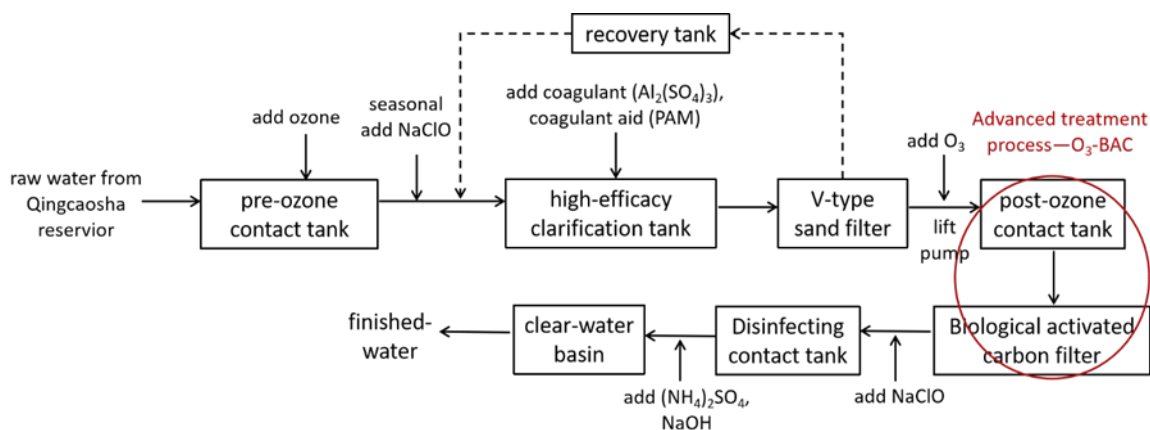 recovery tank
add coagulant (Al₂(SO₄)₃),
coagulant aid (PAM)
seasonal
add NaClO
add ozone
Advanced treatment
process—O₃-BAC
add O₃
raw water from
Qingcaosha
reservior
pre-ozone
contact tank
high-efficacy
clarification tank
V-type
sand filter
lift
pump
post-ozone
contact tank
finished-
water
clear-water
basin
Disinfecting
contact tank
Biological activated
carbon filter
add (NH₄)₂SO₄,
NaOH
add NaClO